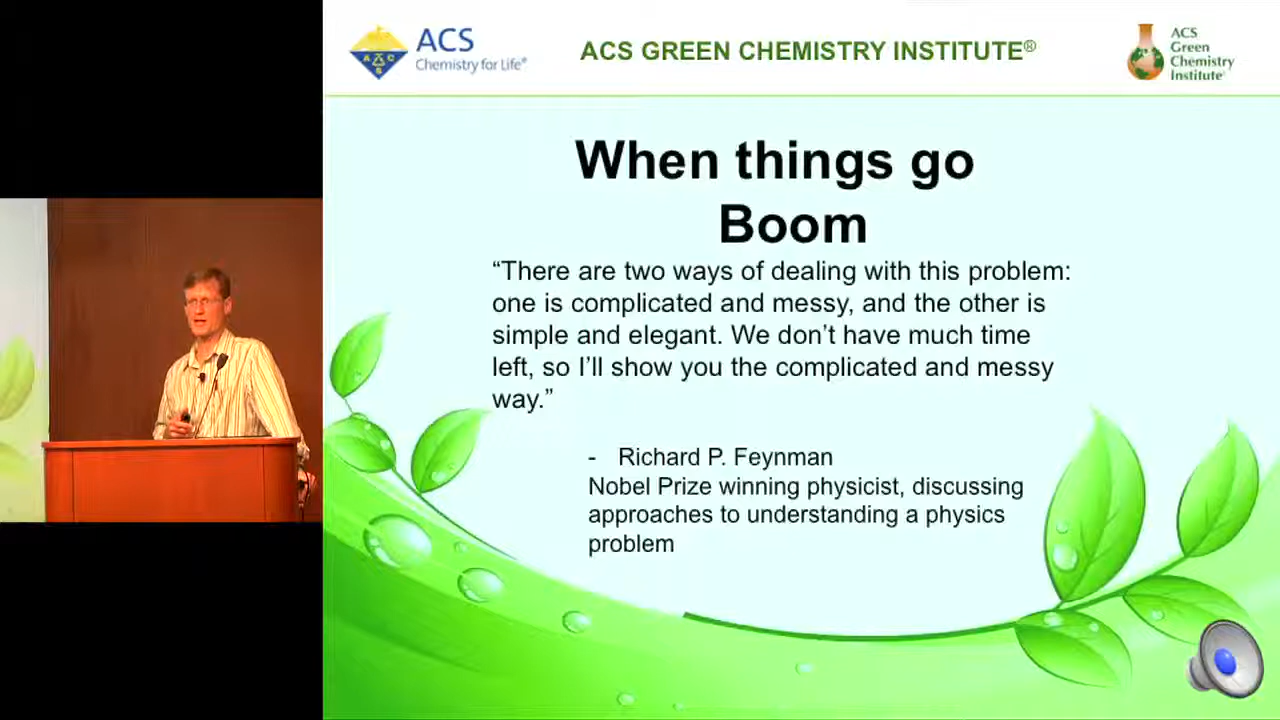 ACS
Chemistry for Life®
A C S
ACS GREEN CHEMISTRY INSTITUTE®
ACS
Green
Chemistry
Institute®
When things go
Boom
“There are two ways of dealing with this problem:
one is complicated and messy, and the other is
simple and elegant. We don’t have much time
left, so I’ll show you the complicated and messy
way.”
- Richard P. Feynman
Nobel Prize winning physicist, discussing
approaches to understanding a physics
problem